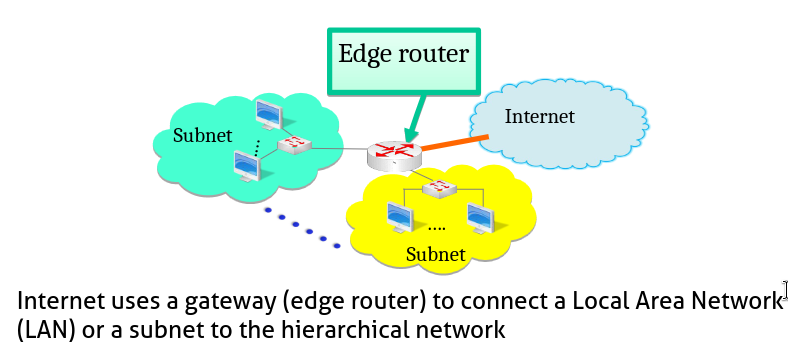 Edge router
Internet
Subnet
....
Subnet
Internet uses a gateway (edge router) to connect a Local Area Network
(LAN) or a subnet to the hierarchical network